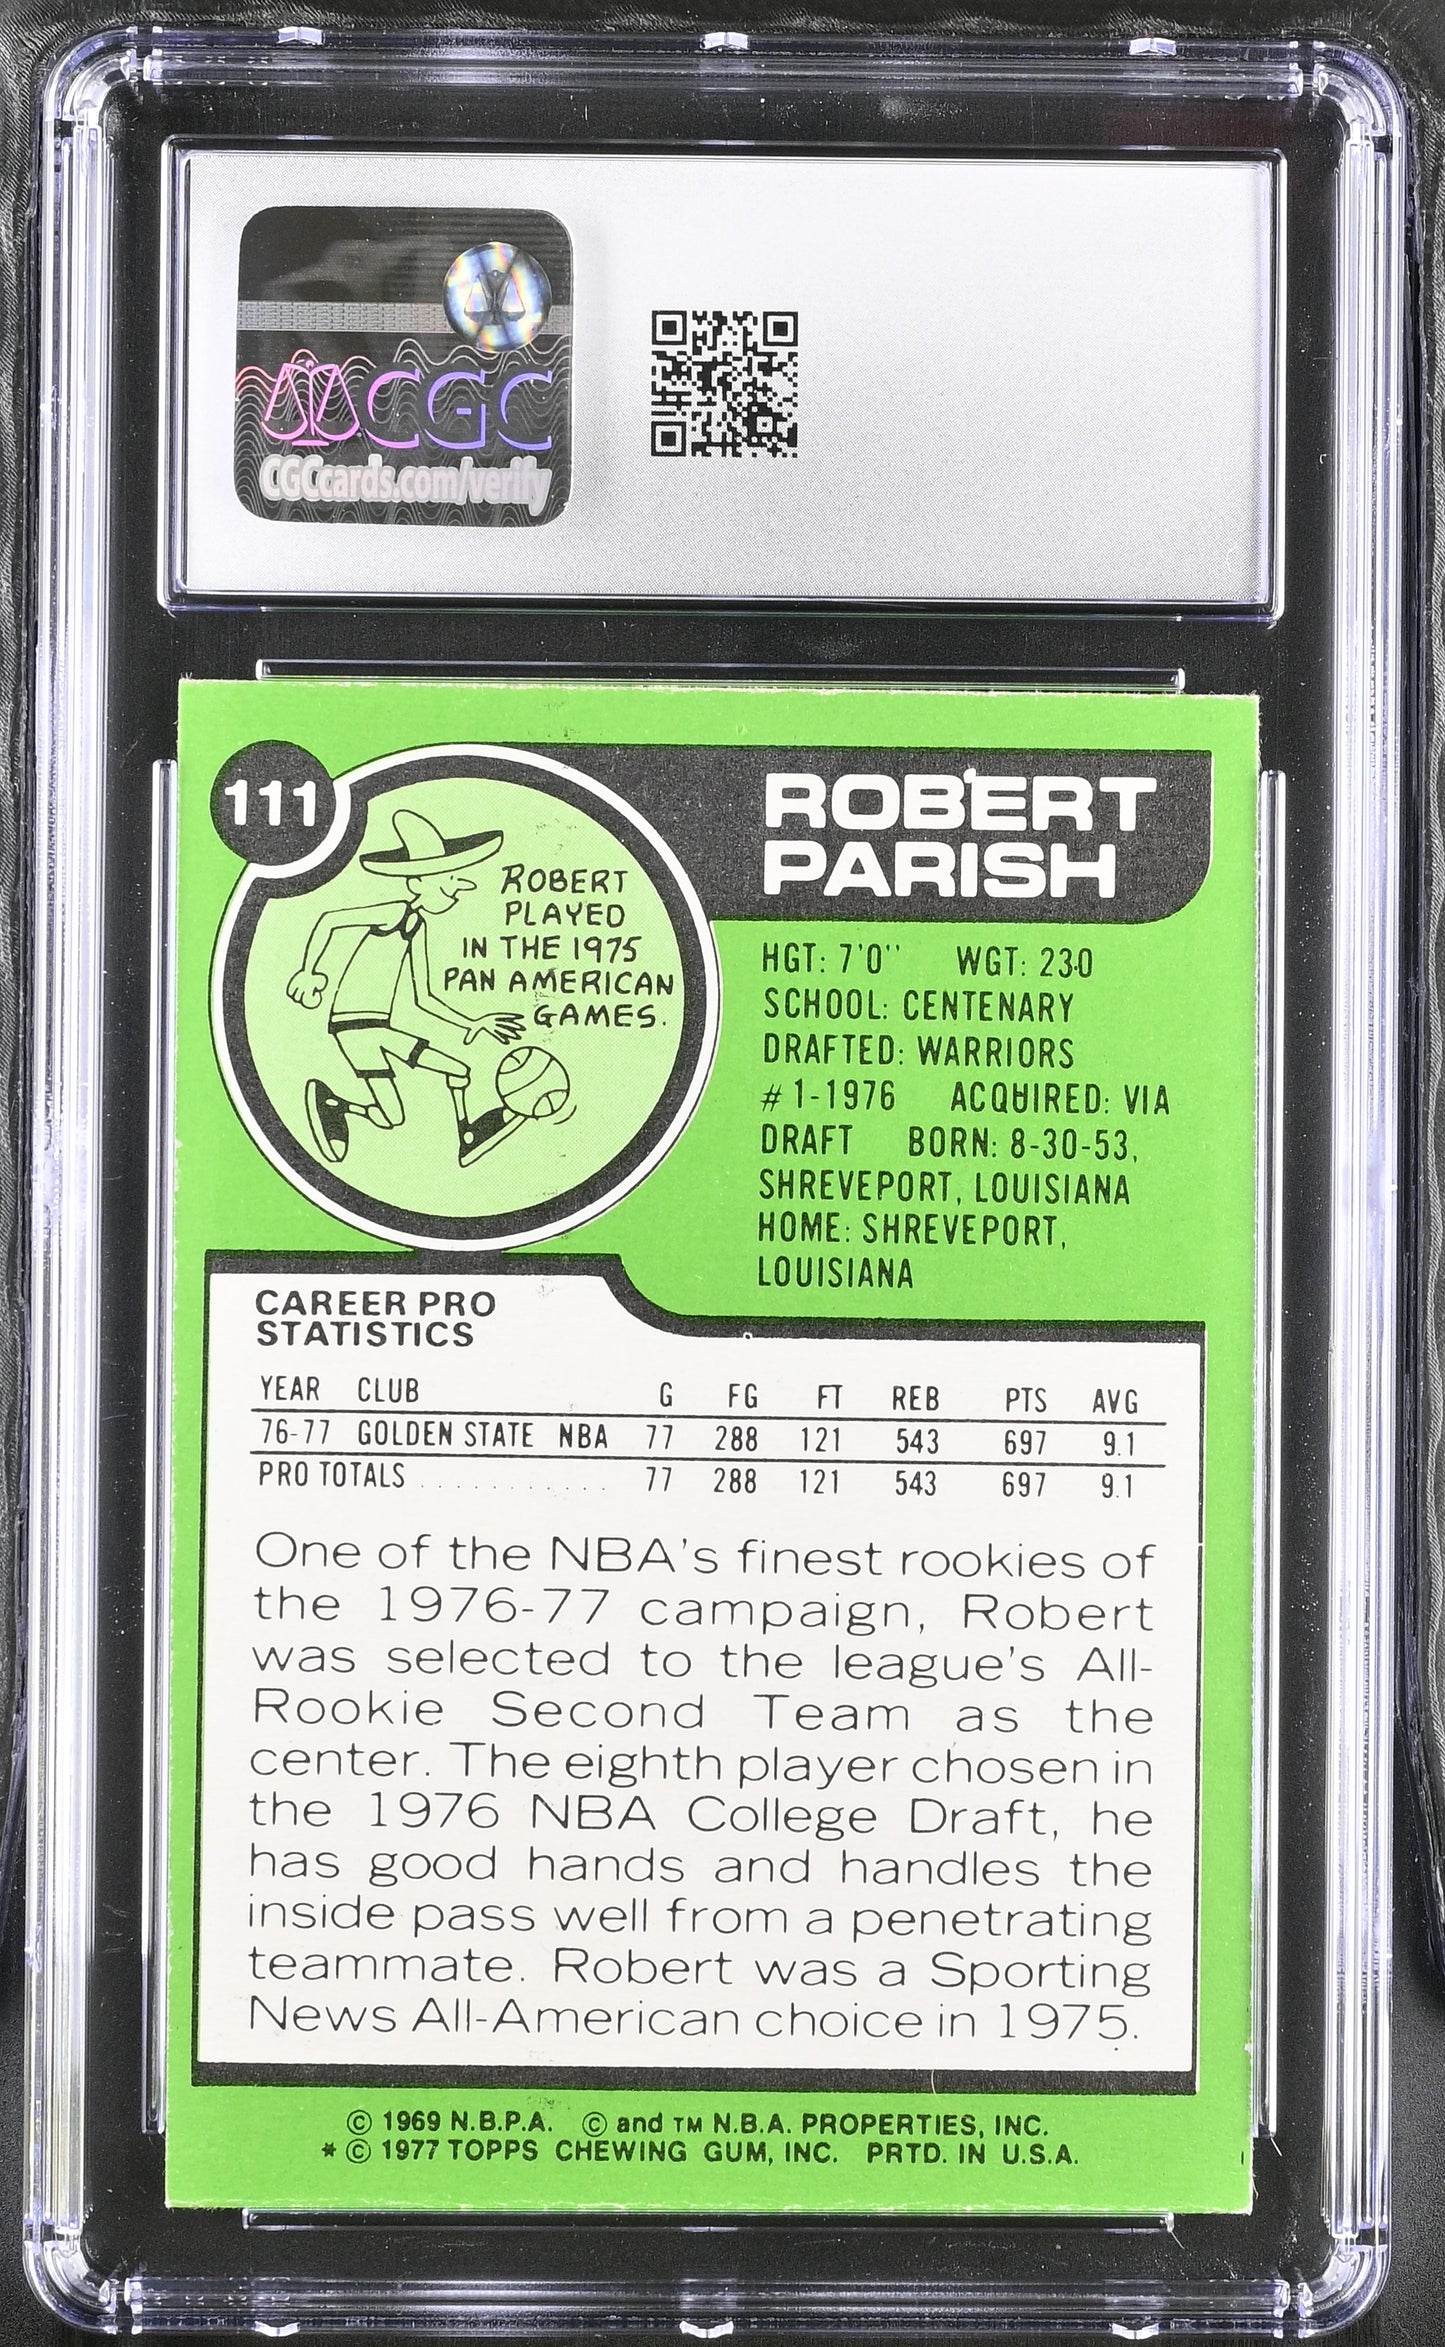 CGC
CGCcards.com/verify
111
ROBERT
PARISH
ROBERT
PLAYED
IN THE 1975
PAN AMERICAN
GAMES.
HGT: 7'0'' WGT: 230
SCHOOL: CENTENARY
DRAFTED: WARRIORS
#1-1976 ACQUIRED: VIA
DRAFT BORN: 8-30-53,
SHREVEPORT, LOUISIANA
HOME: SHREVEPORT,
LOUISIANA
CAREER PRO
STATISTICS
YEAR CLUB G FG FT REB PTS AVG
76-77 GOLDEN STATE NBA 77 288 121 543 697 9.1
PRO TOTALS ............ 77 288 121 543 697 9.1
One of the NBA's finest rookies of
the 1976-77 campaign, Robert
was selected to the league's All-
Rookie Second Team as the
center. The eighth player chosen in
the 1976 NBA College Draft, he
has good hands and handles the
inside pass well from a penetrating
teammate. Robert was a Sporting
News All-American choice in 1975.
© 1969 N.B.P.A. © and TM N.B.A. PROPERTIES, INC.
* © 1977 TOPPS CHEWING GUM, INC. PRTD. IN U.S.A.